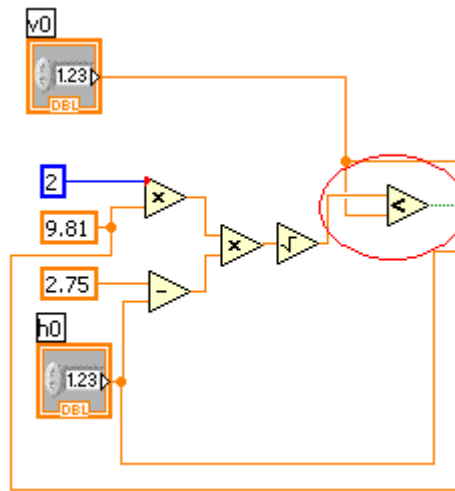 v0
1.23
DBL
2
×
9.81
×
√
<
2.75
-
h0
1.23
DBL